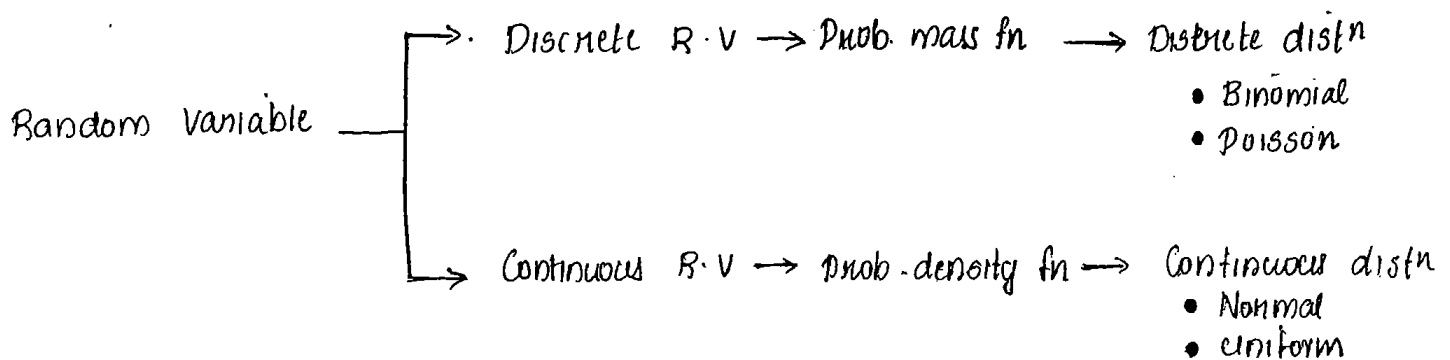 Discrete R.V → Prob. mass fn → Discrete distn
• Binomial
Random Variable
• Poisson
Continuous R.V → Prob. density fn → Continuous distn
• Normal
• Uniform